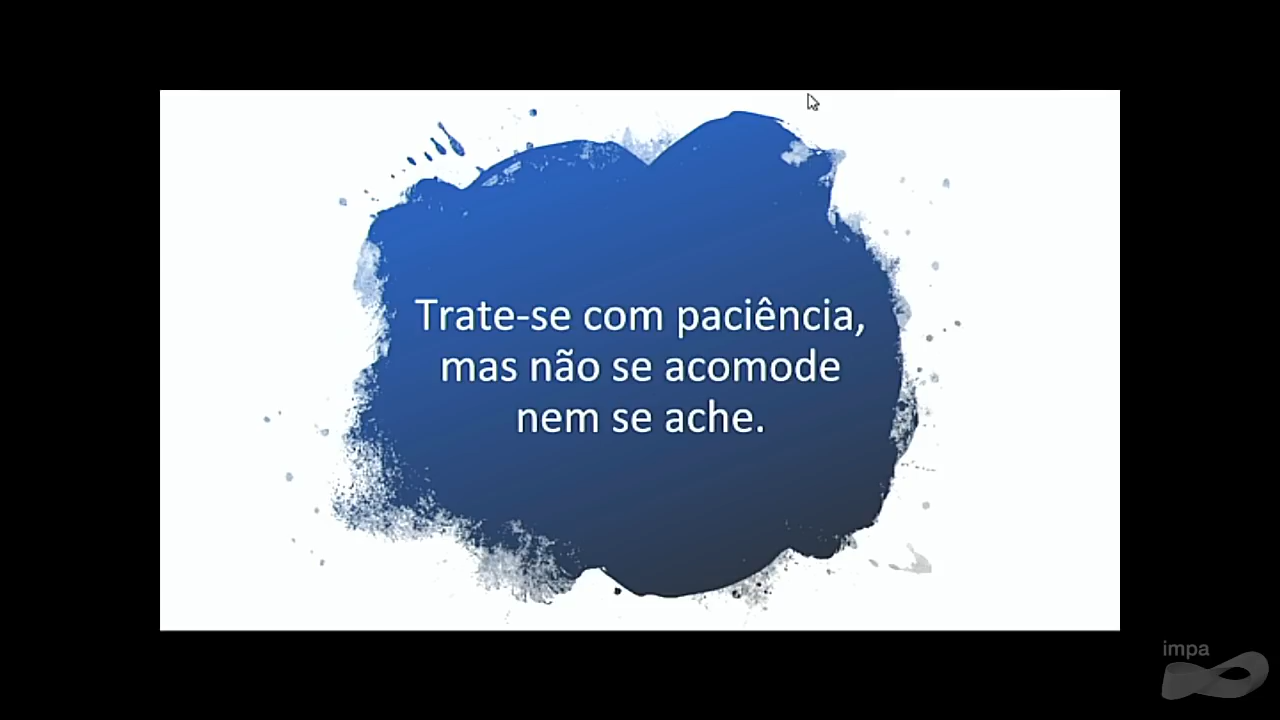 Trate-se com paciência,
mas não se acomode
nem se ache.
impa